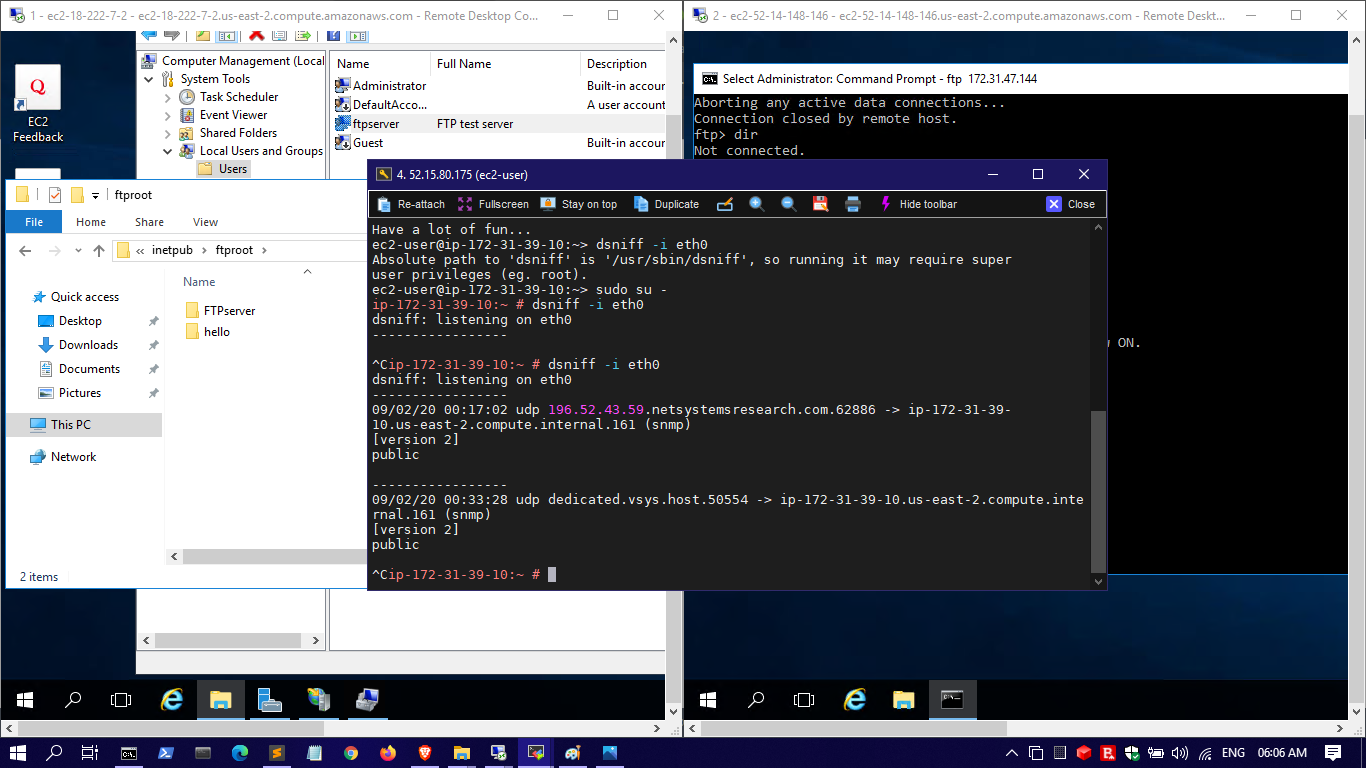 1 - ec2-18-222-7-2 - ec2-18-222-7-2.us-east-2.compute.amazonaws.com - Remote Desktop Co...
2 - ec2-52-14-148-146 - ec2-52-14-148-146.us-east-2.compute.amazonaws.com - Remote Deskt...
Q
EC2
Feedback
Computer Management (Local
System Tools
Task Scheduler
Event Viewer
Shared Folders
Local Users and Groups
Users
Name Full Name Description
Administrator Built-in accour
DefaultAcco... A user account
ftpserver FTP test server
Guest Built-in accour
Select Administrator: Command Prompt - ftp 172.31.47.144
Aborting any active data connections...
Connection closed by remote host.
ftp> dir
Not connected.
ON.
ftproot
File Home Share View
« inetpub › ftproot ›
Quick access
Desktop
Downloads
Documents
Pictures
This PC
Network
Name
FTPserver
hello
2 items
4. 52.15.80.175 (ec2-user)
Re-attach Fullscreen Stay on top Duplicate Hide toolbar Close
Have a lot of fun...
ec2-user@ip-172-31-39-10:~> dsniff -i eth0
Absolute path to 'dsniff' is '/usr/sbin/dsniff', so running it may require super
user privileges (eg. root).
ec2-user@ip-172-31-39-10:~> sudo su -
ip-172-31-39-10:~ # dsniff -i eth0
dsniff: listening on eth0
-----------------
^Cip-172-31-39-10:~ # dsniff -i eth0
dsniff: listening on eth0
-----------------
09/02/20 00:17:02 udp 196.52.43.59.netsystemsresearch.com.62886 -> ip-172-31-39-
10.us-east-2.compute.internal.161 (snmp)
[version 2]
public
-----------------
09/02/20 00:33:28 udp dedicated.vsys.host.50554 -> ip-172-31-39-10.us-east-2.compute.inte
rnal.161 (snmp)
[version 2]
public
^Cip-172-31-39-10:~ #
ENG 06:06 AM